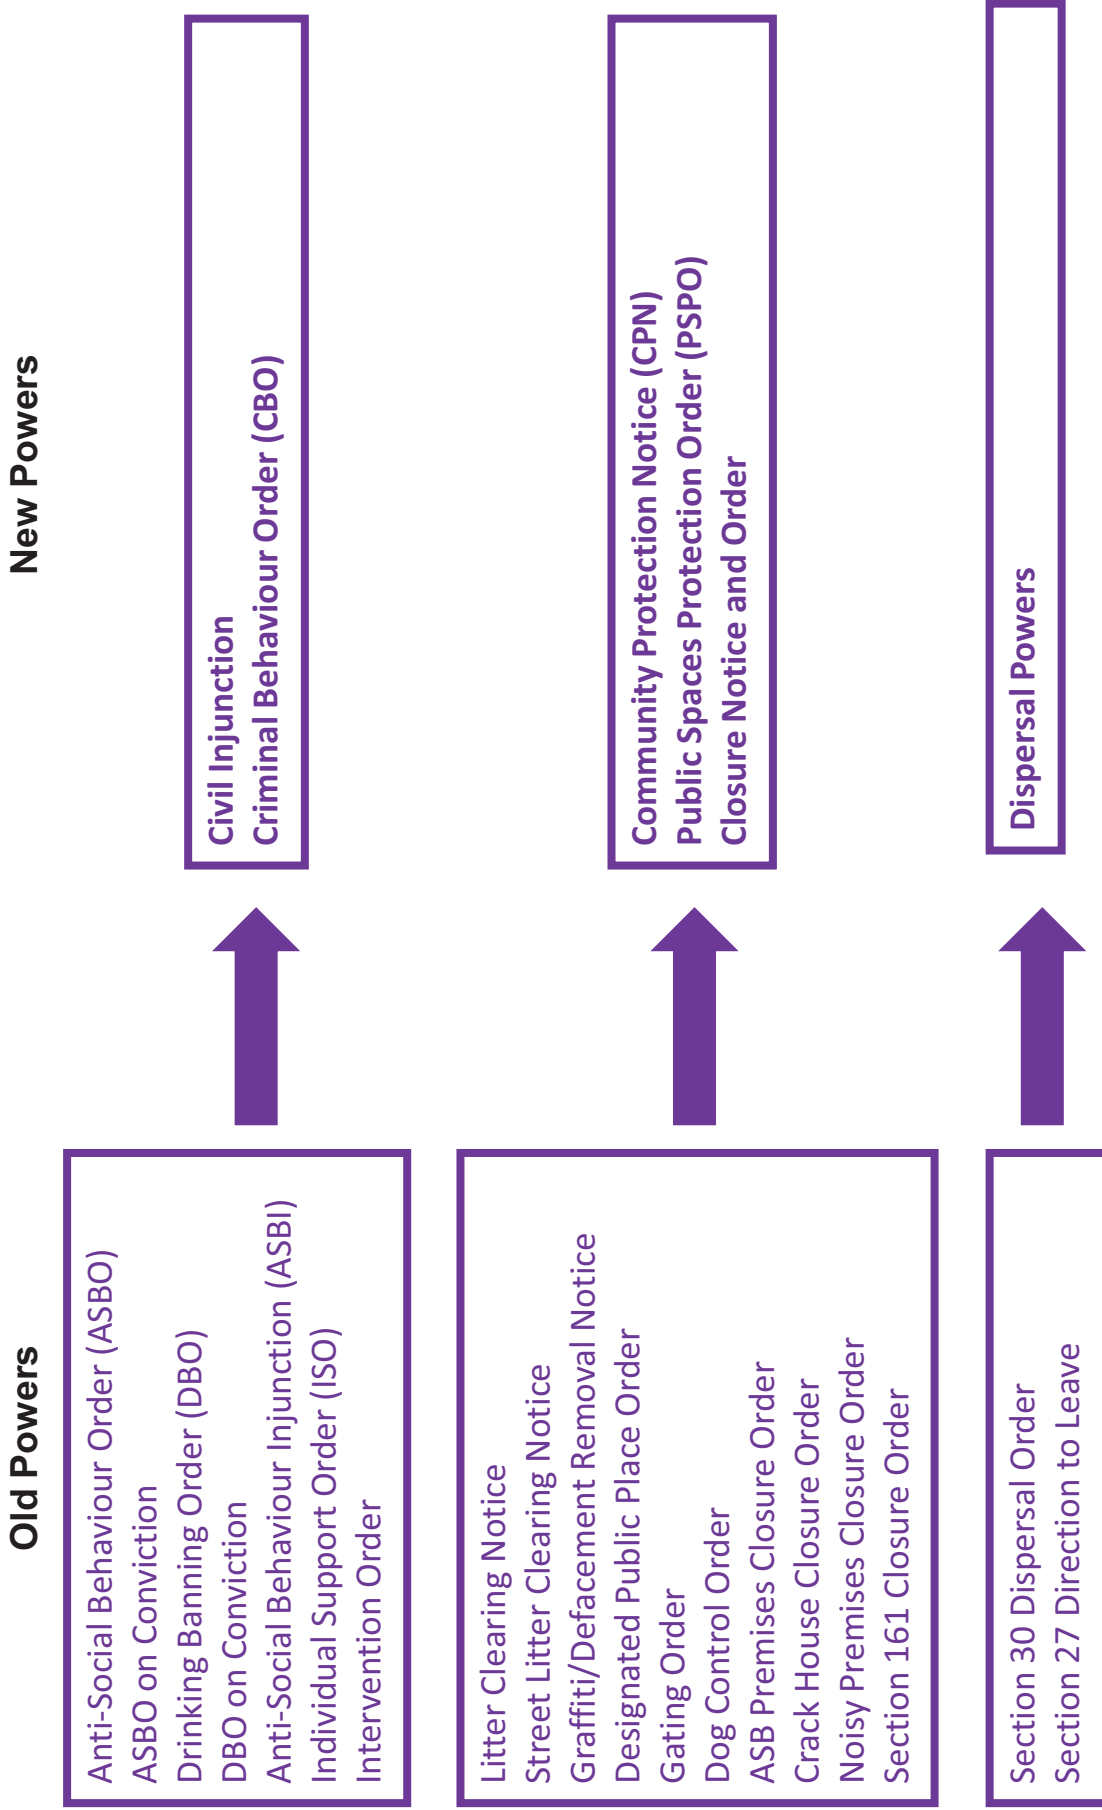 Old Powers
New Powers
Anti-Social Behaviour Order (ASBO)
ASBO on Conviction
Drinking Banning Order (DBO)
DBO on Conviction
Anti-Social Behaviour Injunction (ASBI)
Individual Support Order (ISO)
Intervention Order
Civil Injunction
Criminal Behaviour Order (CBO)
Litter Clearing Notice
Street Litter Clearing Notice
Graffiti/Defacement Removal Notice
Designated Public Place Order
Gating Order
Dog Control Order
ASB Premises Closure Order
Crack House Closure Order
Noisy Premises Closure Order
Section 161 Closure Order
Community Protection Notice (CPN)
Public Spaces Protection Order (PSPO)
Closure Notice and Order
Section 30 Dispersal Order
Section 27 Direction to Leave
Dispersal Powers